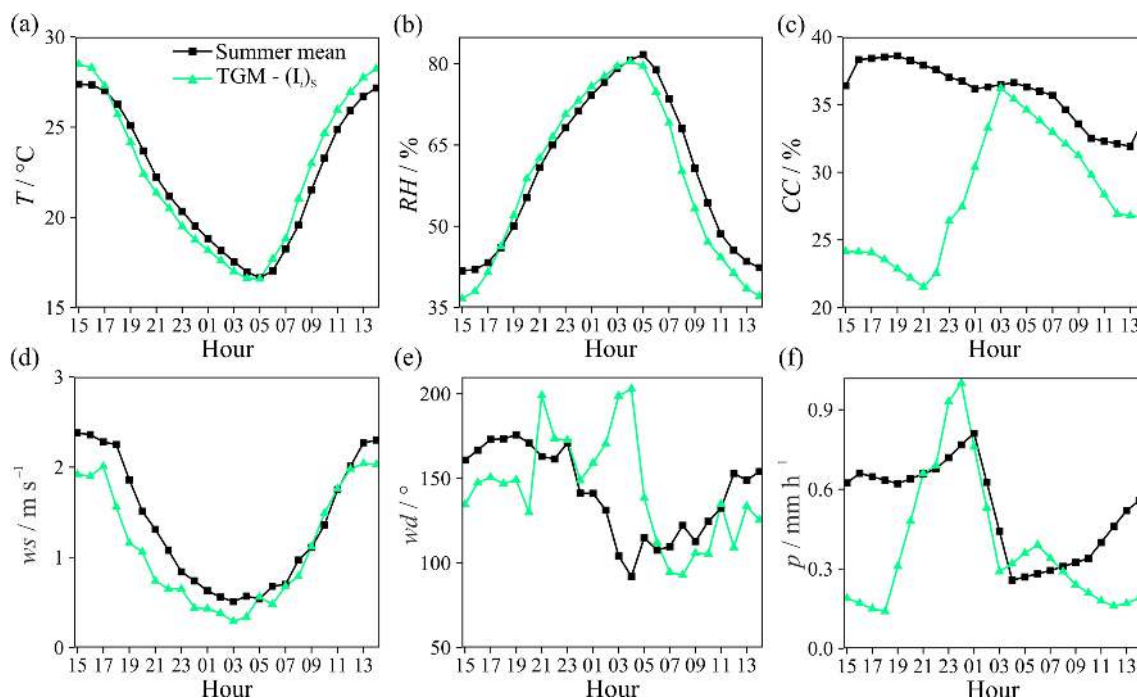 (a)
30
25
20
15
T / °C
Summer mean
TGM - (I,)s
15 17 19 21 23 01 03 05 07 09 11 13
Hour
(b)
80
65
50
35
RH / %
15 17 19 21 23 01 03 05 07 09 11 13
Hour
(c)
40
35
30
25
20
CC / %
15 17 19 21 23 01 03 05 07 09 11 13
Hour
(d)
3
2
1
0
ws / m s⁻¹
15 17 19 21 23 01 03 05 07 09 11 13
Hour
(e)
200
150
100
50
wd / °
15 17 19 21 23 01 03 05 07 09 11 13
Hour
(f)
0.9
0.6
0.3
0.0
p / mm h⁻¹
15 17 19 21 23 01 03 05 07 09 11 13
Hour